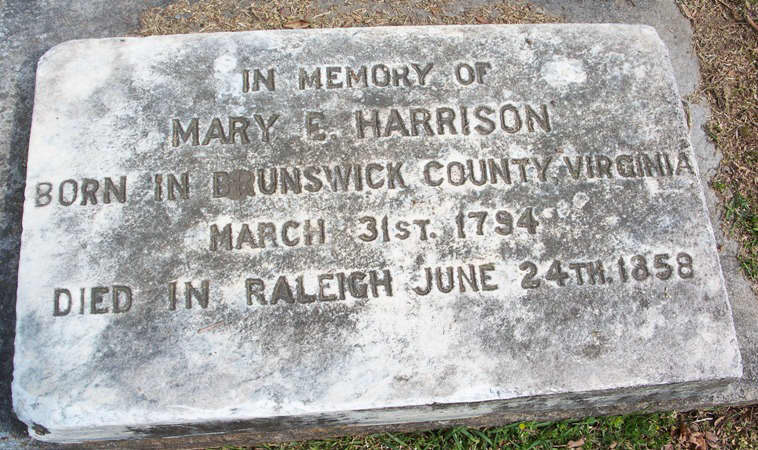 IN MEMORY OF
MARY E. HARRISON
BORN IN BRUNSWICK COUNTY, VIRGINIA
MARCH 31ST. 1794
DIED IN RALEIGH JUNE 24TH. 1858